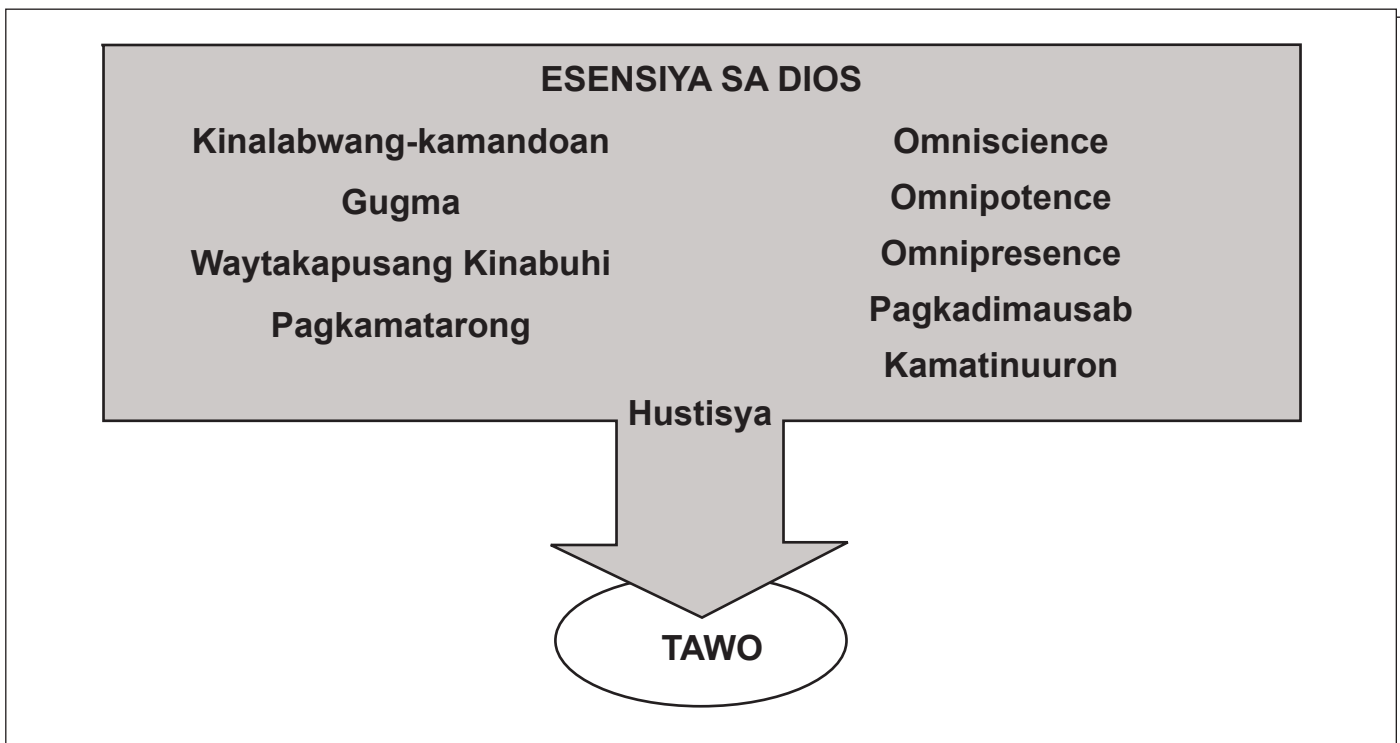 ESENSIYA SA DIOS
Kinalabwang-kamandoan
Gugma
Waytakapusang Kinabuhi
Pagkamatarong
Omniscience
Omnipotence
Omnipresence
Pagkadimausab
Kamatinuuron
Hustisya
TAWO